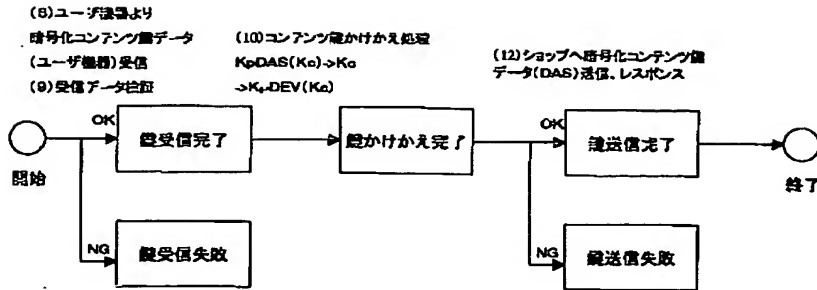 (8)ユーザ機器より
暗号化コンテンツ鍵データ
(ユーザ機器)受信
(9)受信データ検証
(10)コンテンツ鍵かけかえ処理
KpDAS(Kc)->Kc
->KpDEV(Kc)
(12)ショップへ暗号化コンテンツ鍵
データ(DAS)送信、レスポンス
OK
鍵受信完了
鍵かけかえ完了
OK
鍵送信完了
開始
終了
NG
鍵受信失敗
NG
鍵送信失敗